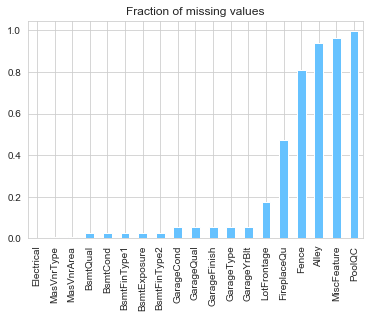 Fraction of missing values
1.0
0.8
0.6
0.4
0.2
0.0
Electrical
MasVnrType
MasVnrArea
BsmtQual
BsmtCond
BsmtFinType1
BsmtExposure
BsmtFinType2
GarageCond
GarageQual
GarageFinish
GarageType
GarageYrBlt
LotFrontage
FireplaceQu
Fence
Alley
MiscFeature
PoolQC